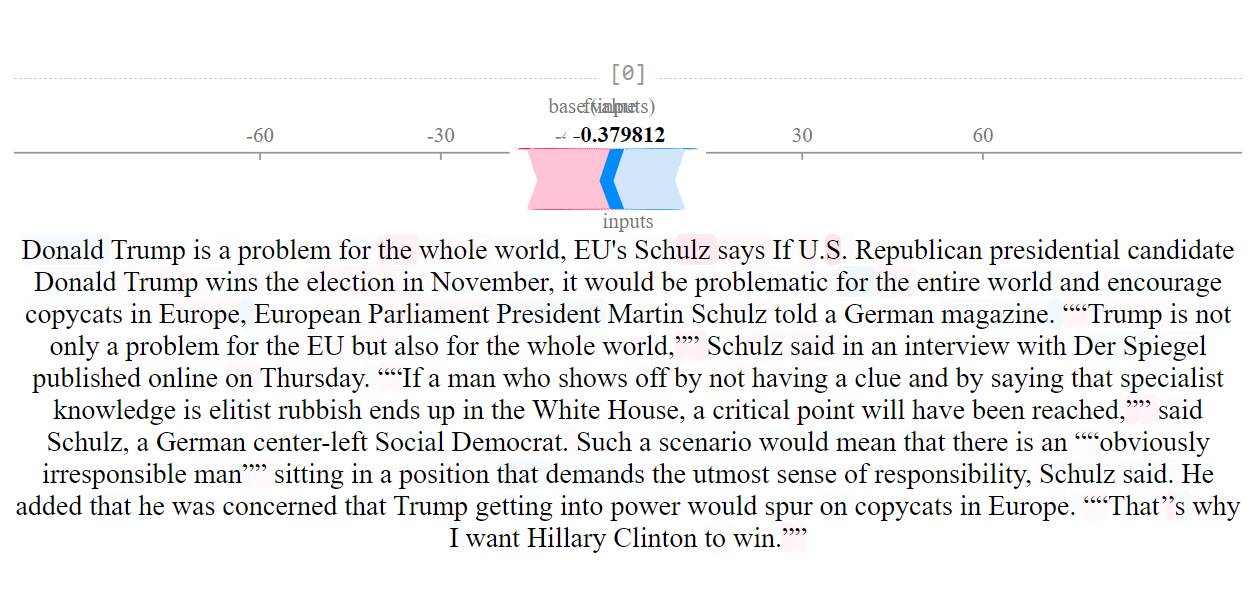 [0]
base value f(inputs)
-60 -30 -0.379812 30 60
inputs
Donald Trump is a problem for the whole world, EU's Schulz says If U.S. Republican presidential candidate
Donald Trump wins the election in November, it would be problematic for the entire world and encourage
copycats in Europe, European Parliament President Martin Schulz told a German magazine. ““Trump is not
only a problem for the EU but also for the whole world,”” Schulz said in an interview with Der Spiegel
published online on Thursday. ““If a man who shows off by not having a clue and by saying that specialist
knowledge is elitist rubbish ends up in the White House, a critical point will have been reached,”” said
Schulz, a German center-left Social Democrat. Such a scenario would mean that there is an ““obviously
irresponsible man”” sitting in a position that demands the utmost sense of responsibility, Schulz said. He
added that he was concerned that Trump getting into power would spur on copycats in Europe. ““That’’s why
I want Hillary Clinton to win.””